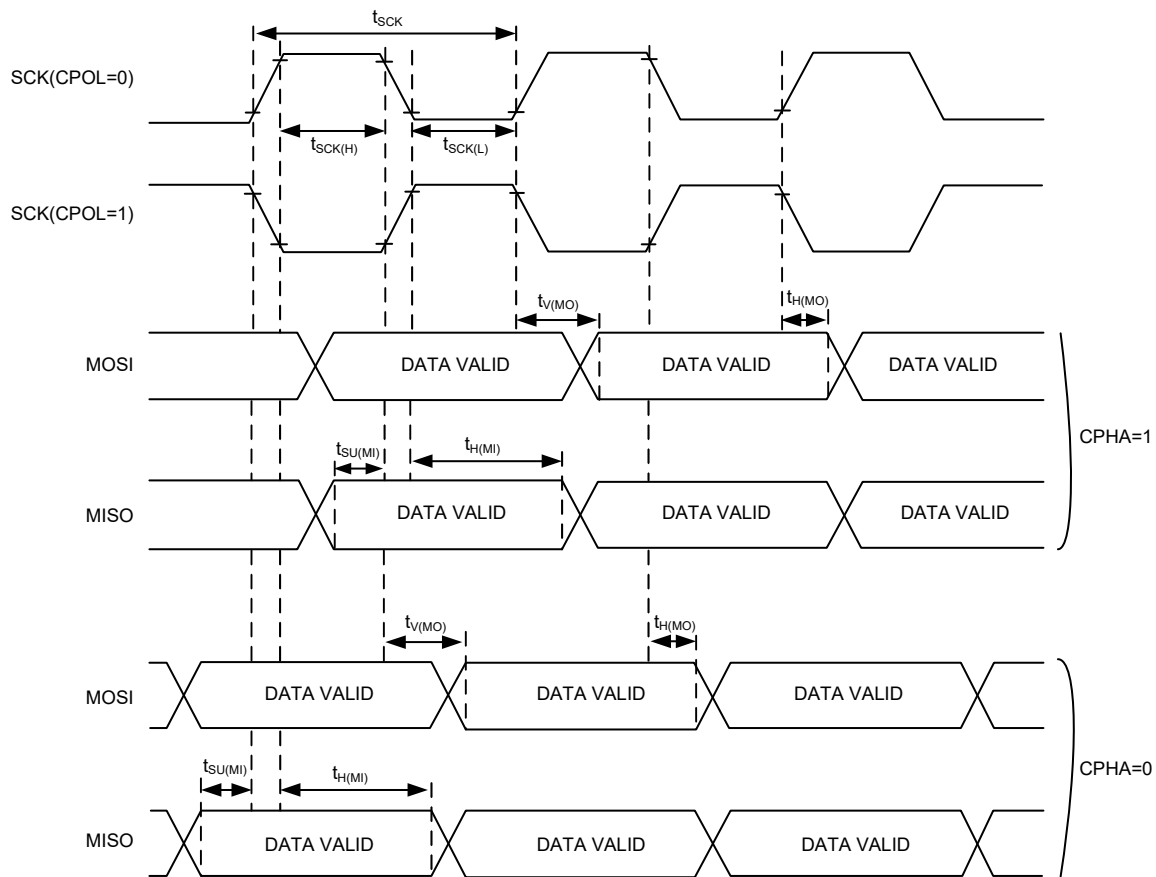 tSCK
SCK(CPOL=0)
tSCK(H)
tSCK(L)
SCK(CPOL=1)
tV(MO)
tH(MO)
MOSI
DATA VALID
DATA VALID
DATA VALID
CPHA=1
tSU(MI)
tH(MI)
MISO
DATA VALID
DATA VALID
DATA VALID
tV(MO)
tH(MO)
MOSI
DATA VALID
DATA VALID
DATA VALID
CPHA=0
tSU(MI)
tH(MI)
MISO
DATA VALID
DATA VALID
DATA VALID